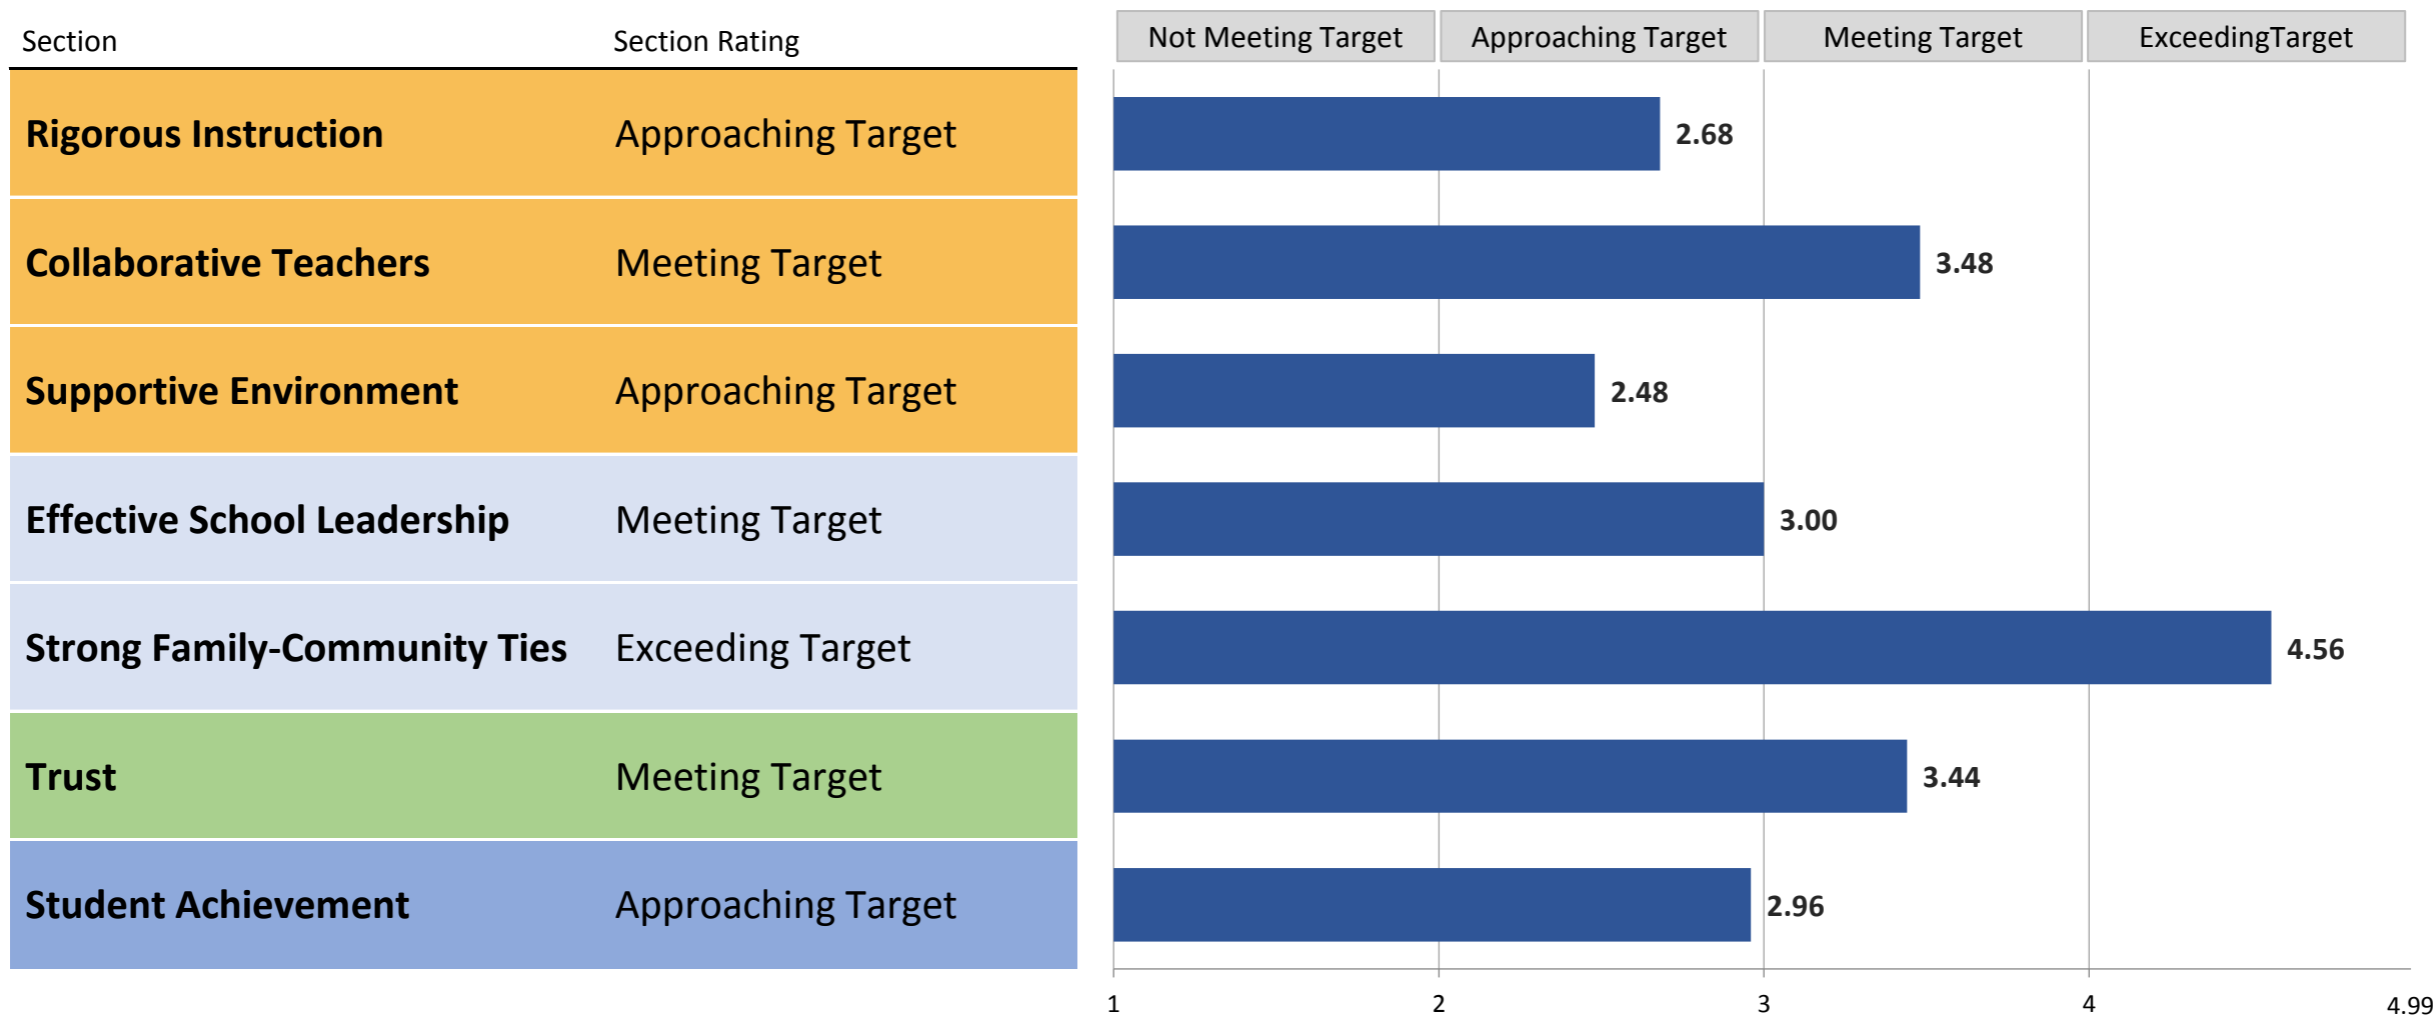 Section Section Rating Not Meeting Target Approaching Target Meeting Target ExceedingTarget
Rigorous Instruction Approaching Target 2.68
Collaborative Teachers Meeting Target 3.48
Supportive Environment Approaching Target 2.48
Effective School Leadership Meeting Target 3.00
Strong Family-Community Ties Exceeding Target 4.56
Trust Meeting Target 3.44
Student Achievement Approaching Target 2.96
1 2 3 4 4.99